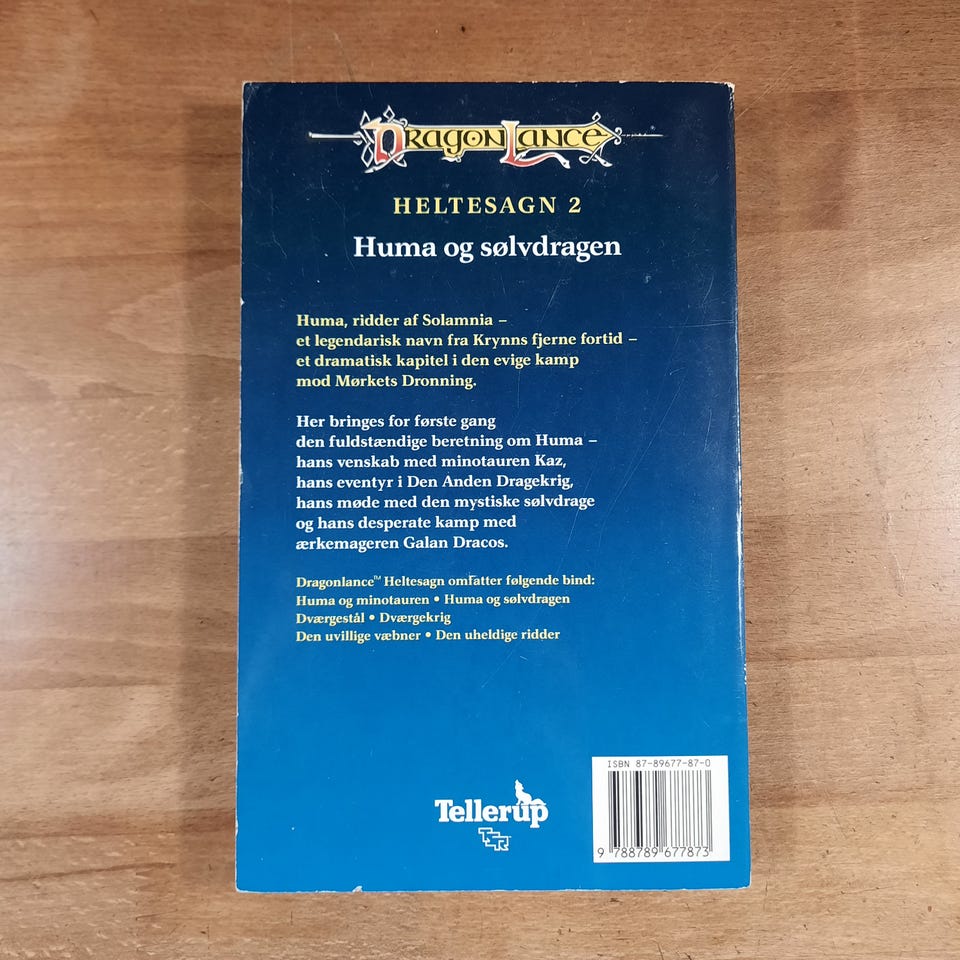 DRAGONLANCE
HELTESAGN 2
Huma og sølvdragen
Huma, ridder af Solamnia –
et legendarisk navn fra Krynns fjerne fortid –
et dramatisk kapitel i den evige kamp
mod Mørkets Dronning.
Her bringes for første gang
den fuldstændige beretning om Huma –
hans venskab med minotauren Kaz,
hans eventyr i Den Anden Dragekrig,
hans møde med den mystiske sølvdrage
og hans desperate kamp med
ærkemageren Galan Dracos.
Dragonlance™ Heltesagn omfatter følgende bind:
Huma og minotauren • Huma og sølvdragen
Dværgestål • Dværgekrig
Den uvillige væbner • Den uheldige ridder
ISBN 87-89677-87-0
Tellerup
TSR
9 788789 677873